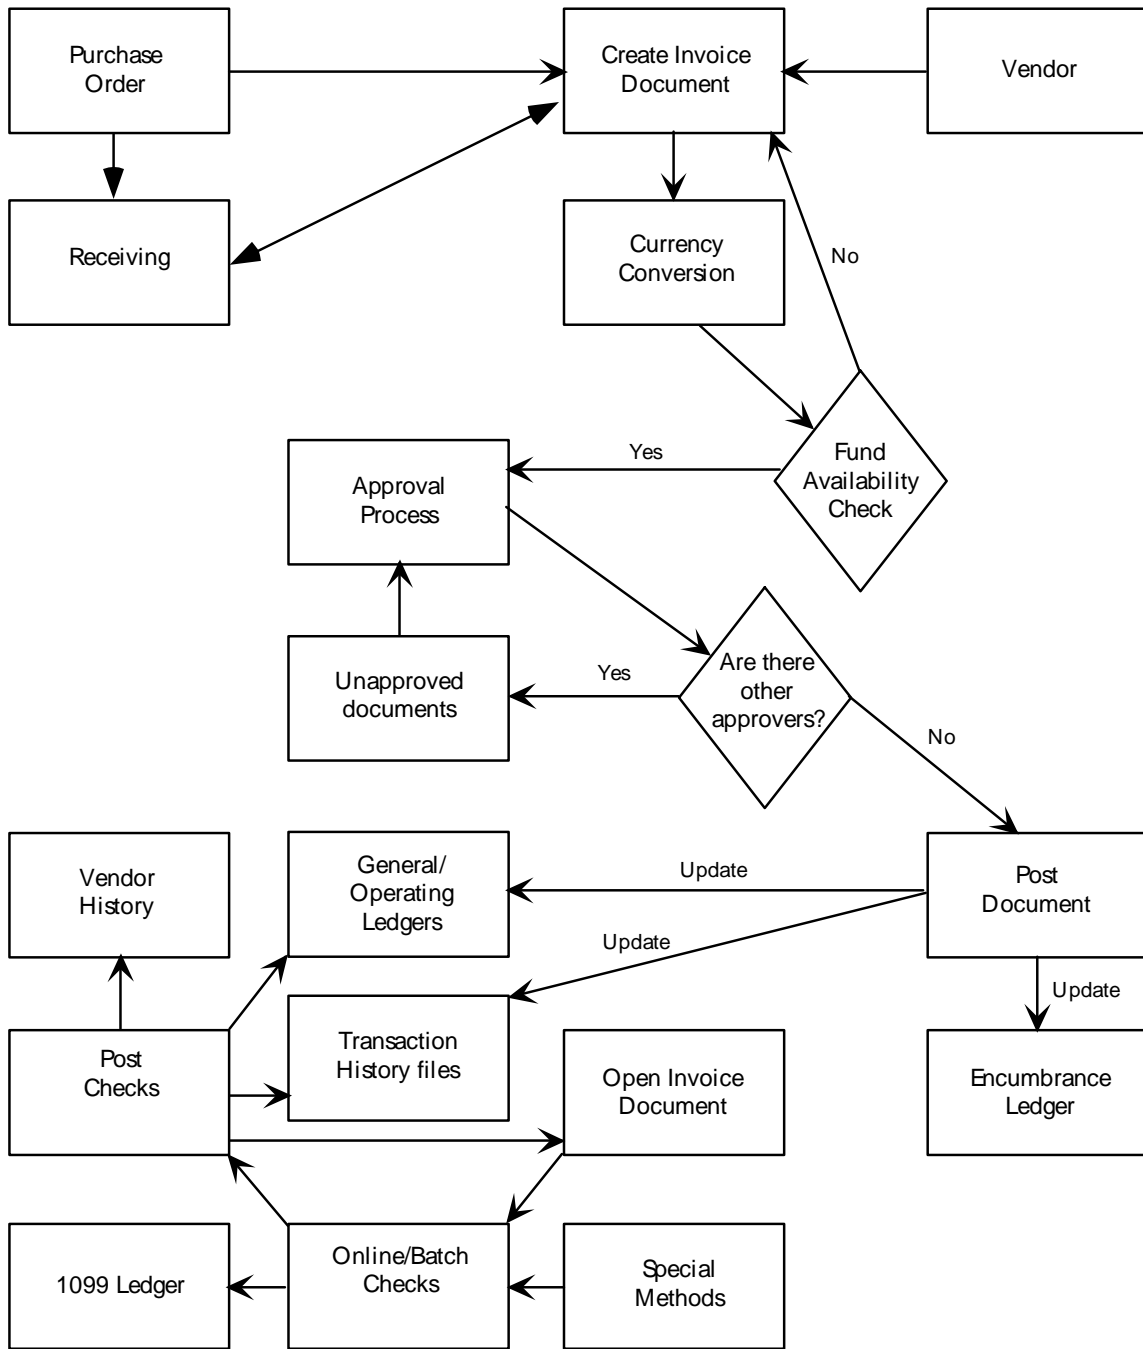 Purchase
Order
Create Invoice
Document
Vendor
Receiving
Currency
Conversion
No
Fund
Availability
Check
Yes
Approval
Process
Are there
other
approvers?
Yes
Unapproved
documents
No
Vendor
History
General/
Operating
Ledgers
Update
Post
Document
Update
Update
Post
Checks
Transaction
History files
Open Invoice
Document
Encumbrance
Ledger
1099 Ledger
Online/Batch
Checks
Special
Methods